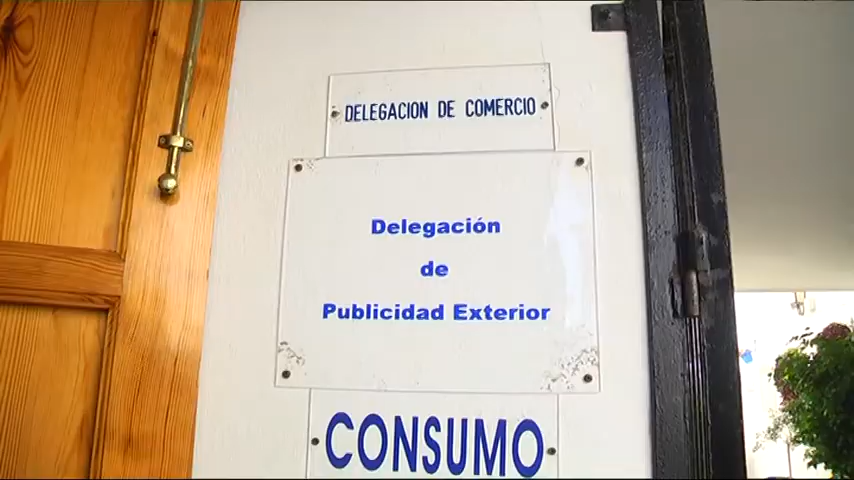 DELEGACION DE COMERCIO
Delegación
de
Publicidad Exterior
CONSUMO